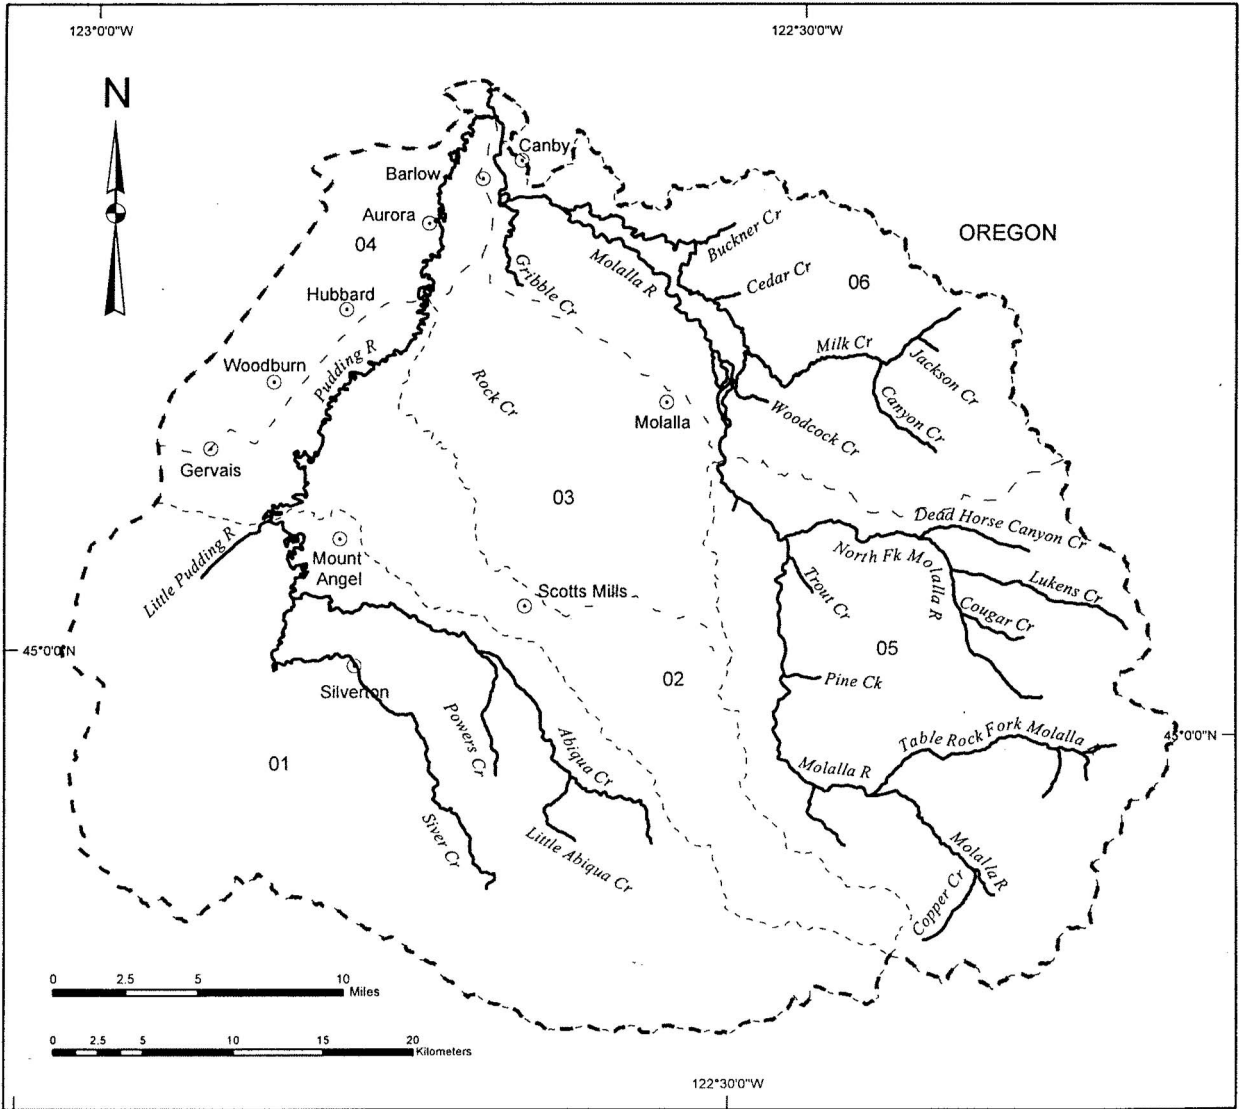 123°0'0"W
122°30'0"W
N
Canby
Barlow
Aurora
04
OREGON
Buckner Cr
Molalla R
Gribble Cr
Cedar Cr
06
Hubbard
Pudding R
Milk Cr
Jackson Cr
Woodburn
Rock Cr
Canyon Cr
Molalla
Woodcock Cr
Gervais
03
Dead Horse Canyon Cr
Little Pudding R
Mount
Angel
North Fk Molalla R
Trout Cr
Lukens Cr
Scotts Mills
Cougar Cr
05
45°0'0"N
02
Pine Ck
Silverton
Powers Cr
Abiqua Cr
Table Rock Fork Molalla
45°0'0"N
01
Molalla R
Siver Cr
Little Abiqua Cr
Molalla R
Copper Cr
0 2.5 5 10
Miles
0 2.5 5 10 15 20
Kilometers
122°30'0"W